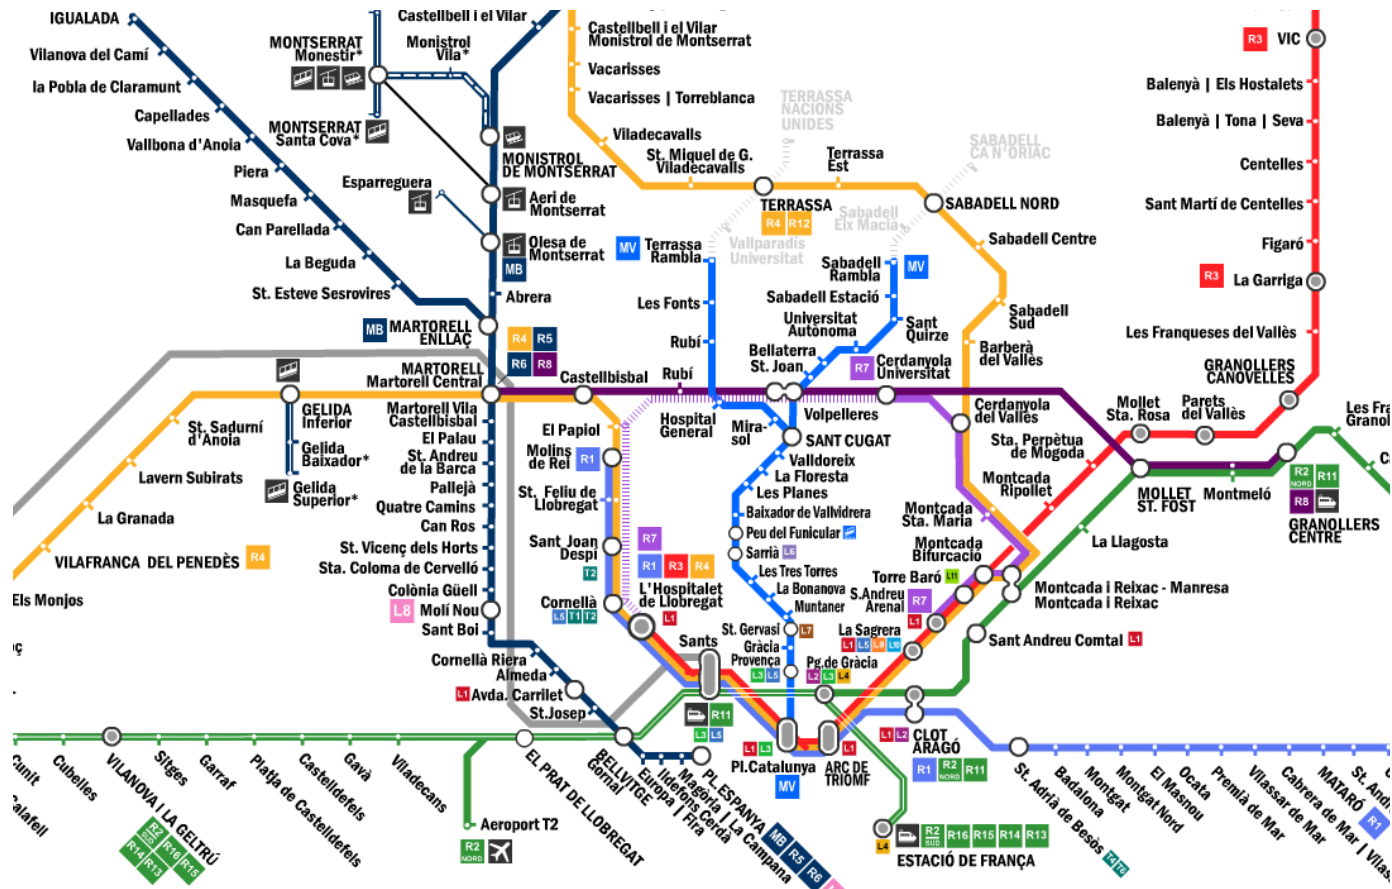 IGUALADA
Vilanova del Camí
la Pobla de Claramunt
Capellades
Vallbona d'Anoia
Piera
Masquefa
Can Parellada
La Beguda
St. Esteve Sesrovires
MB
MARTORELL
ENLLAÇ
MONTSERRAT
Monestir*
MONTSERRAT
Santa Cova*
Castellbell i el Vilar
Monistrol
Vila*
MONISTROL
DE MONTSERRAT
Esparreguera
Aeri de
Montserrat
Olesa de
Montserrat
MB
Abrera
R4 R5
R6 R8
MARTORELL
Martorell Central
Castellbell i el Vilar
Monistrol de Montserrat
Vacarisses
Vacarisses | Torreblanca
Viladecavalls
St. Miquel de G.
Viladecavalls
TERRASSA
NACIONS
UNIDES
Terrassa
Est
TERRASSA
R4 R12
SABADELL
CA N'ORIAC
SABADELL NORD
Sabadell
Eix Macià
Vallparadís
Universitat
Sabadell Centre
Sabadell
Sud
Barberà
del Vallès
MV
Terrassa
Rambla
Les Fonts
Rubí
Sabadell
Rambla
MV
Sabadell Estació
Universitat
Autònoma
Sant
Quirze
Bellaterra
St. Joan
R7
Cerdanyola
Universitat
R3
VIC
Balenyà | Els Hostalets
Balenyà | Tona | Seva
Centelles
Sant Martí de Centelles
Figaró
R3
La Garriga
Les Franqueses del Vallès
GRANOLLERS
CANOVELLES
Mollet
Sta. Rosa
Parets
del Vallès
Sta. Perpètua
de Mogoda
MOLLET
ST. FOST
Montmeló
R2
NORD
R11
R8
GRANOLLERS
CENTRE
Castellbisbal
Rubí
Hospital
General
Mira-
sol
Volpelleres
Cerdanyola
del Vallès
SANT CUGAT
Valldoreix
La Floresta
Les Planes
Baixador de Vallvidrera
Peu del Funicular
Sarrià L6
Les Tres Torres
La Bonanova
Muntaner
St. Gervasi L7
Gràcia
Provença
L3 L5
Montcada
Ripollet
Montcada
Sta. Maria
Montcada
Bifurcació
La Llagosta
Torre Baró L11
Montcada i Reixac - Manresa
Montcada i Reixac
S.Andreu
Arenal
R7
L1
Sant Andreu Comtal L1
La Sagrera
L1 L5 L9 L10
Pg.de Gràcia
L2 L3 L4
GELIDA
INFERIOR
Gelida
Baixador*
Gelida
Superior*
St. Sadurní
d'Anoia
Lavern Subirats
La Granada
VILAFRANCA DEL PENEDÈS R4
Els Monjos
Martorell Vila
Castellbisbal
El Palau
St. Andreu
de la Barca
Pallejà
Quatre Camins
Can Ros
St. Vicenç dels Horts
Sta. Coloma de Cervelló
Colònia Güell
L8 Molí Nou
Sant Boi
El Papiol
Molins
de Rei
R1
St. Feliu de
Llobregat
Sant Joan
Despí
T2
Cornellà
L5 T1 T2
R7
R1 R3 R4
L'Hospitalet
de Llobregat
L1
Sants
R11
L3 L5
Cornellà Riera
Almeda
L1 Avda. Carrilet
St.Josep
BELLVITGE
Gornal
Europa | Fira
Ildefons Cerdà
Magòria | La Campana
PL.ESPANYA
MB R5 R6
L1 L3
Pl.Catalunya
MV
L1
ARC DE
TRIOMF
L1 L2
CLOT
ARAGÓ
R1
R2
NORD
R11
L4
R2
SUD
R16 R15 R14 R13
ESTACIÓ DE FRANÇA
Cunit
Calafell
Cubelles
VILANOVA I LA GELTRÚ
R2
SUD
R16 R15
R14 R13
Sitges
Garraf
Platja de Castelldefels
Castelldefels
Gavà
Viladecans
EL PRAT DE LLOBREGAT
Aeroport T2
R2
NORD
St. Adrià de Besòs T4 T6
Badalona
Montgat
Montgat Nord
El Masnou
Ocata
Premià de Mar
Vilassar de Mar
Cabrera de Mar | Vilas
MATARÓ
R1